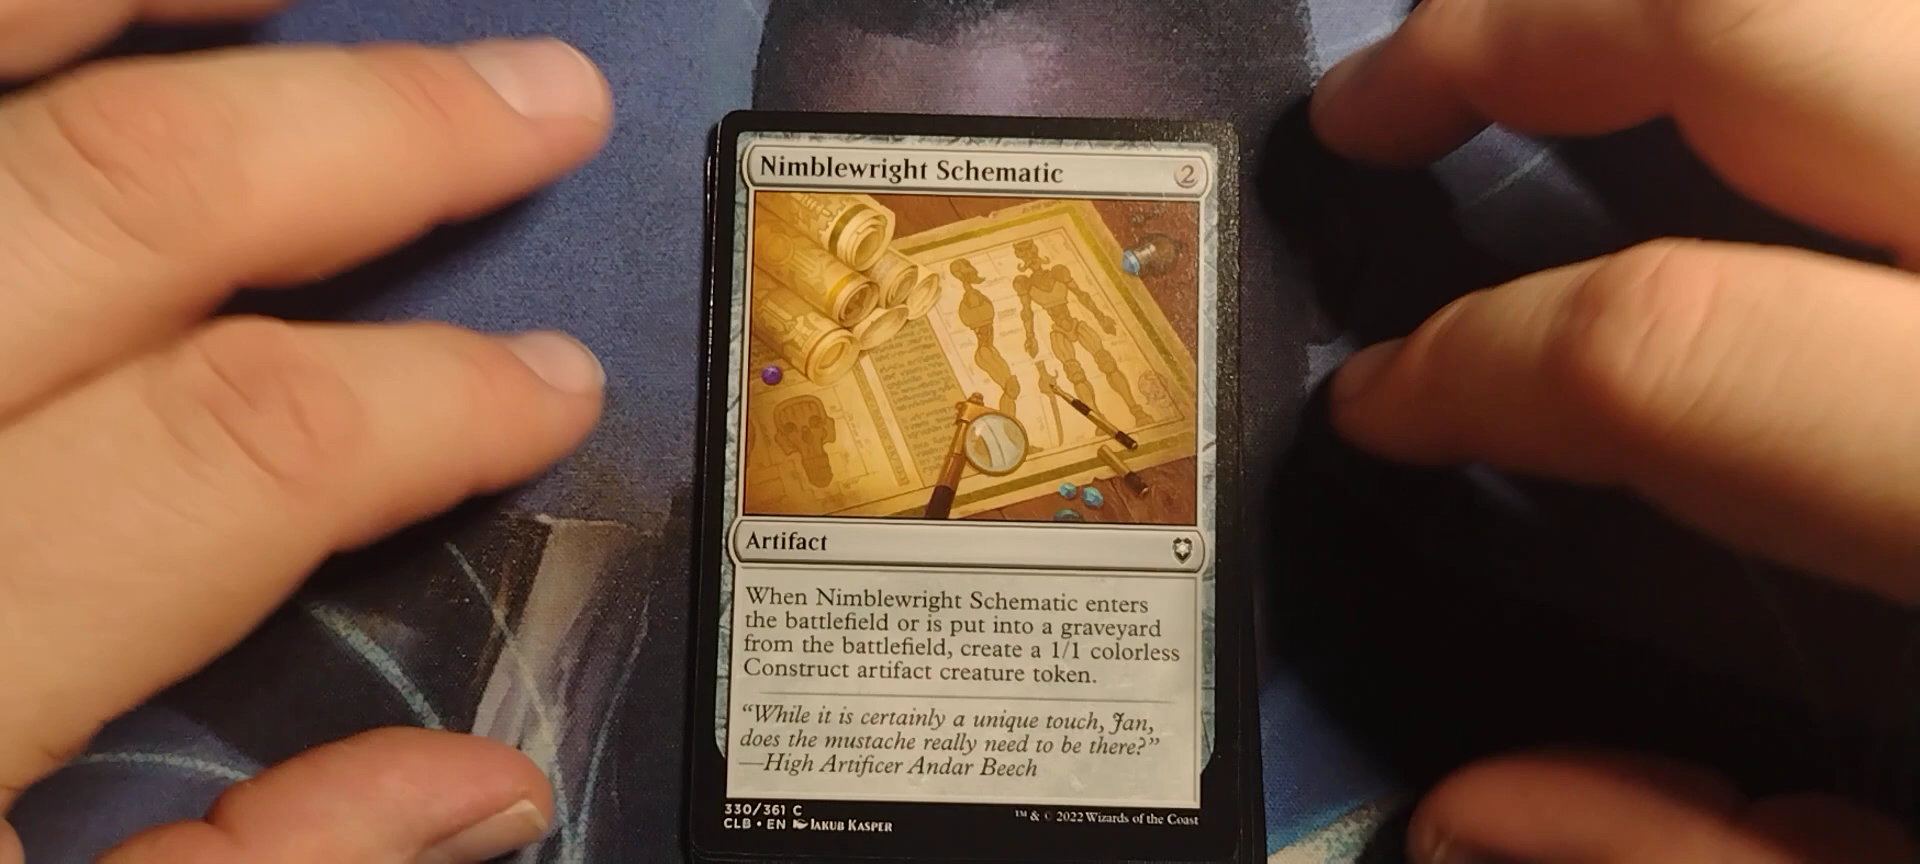 Nimblewright Schematic 2
Artifact
When Nimblewright Schematic enters
the battlefield or is put into a graveyard
from the battlefield, create a 1/1 colorless
Construct artifact creature token.
“While it is certainly a unique touch, Jan,
does the mustache really need to be there?”
—High Artificer Andar Beech
330/361 C
CLB • EN Jakub Kasper
™ & © 2022 Wizards of the Coast